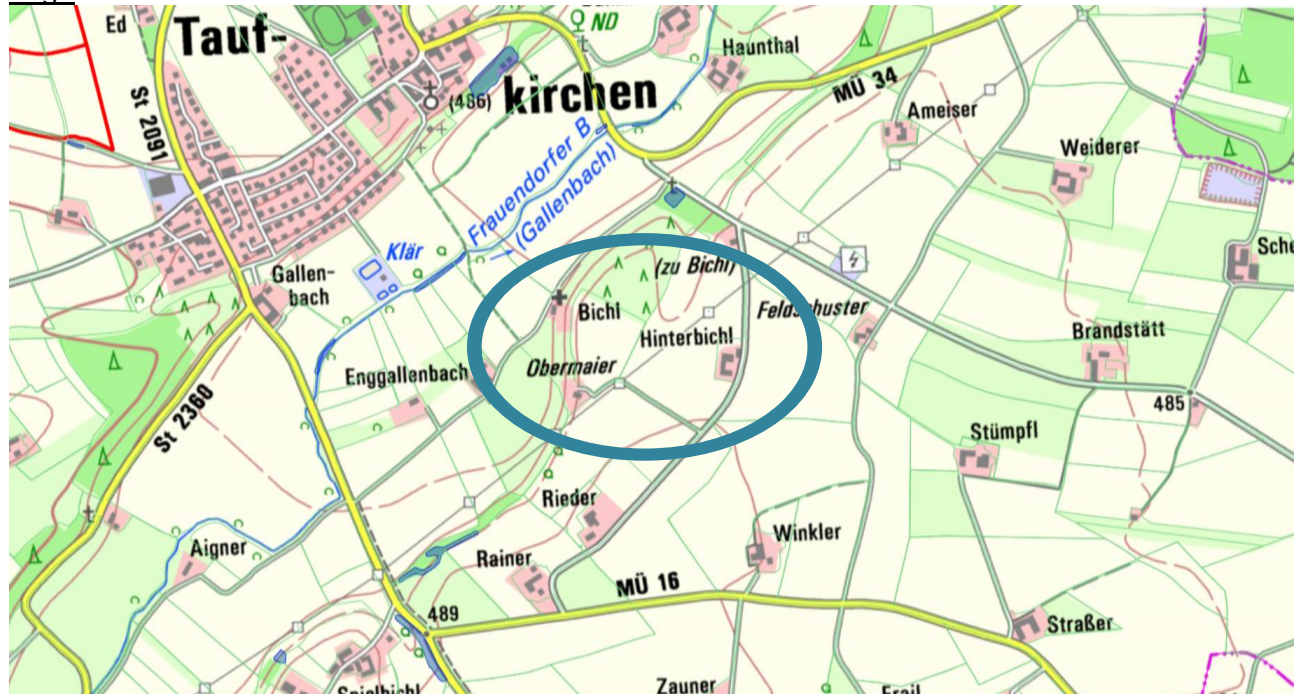 Ed
Tauf-
kirchen
ND
Haunthal
MÜ 34
Ameiser
Weiderer
St 2091
(486)
Frauendorfer B
(Gallenbach)
Klär
Gallen-
bach
(zu Bichl)
Bichl
Hinterbichl
Feldschuster
Brandstätt
Obermaier
Enggallenbach
485
St 2360
Stümpfl
Rieder
Winkler
Aigner
Rainer
MÜ 16
489
Straßer
Zauner